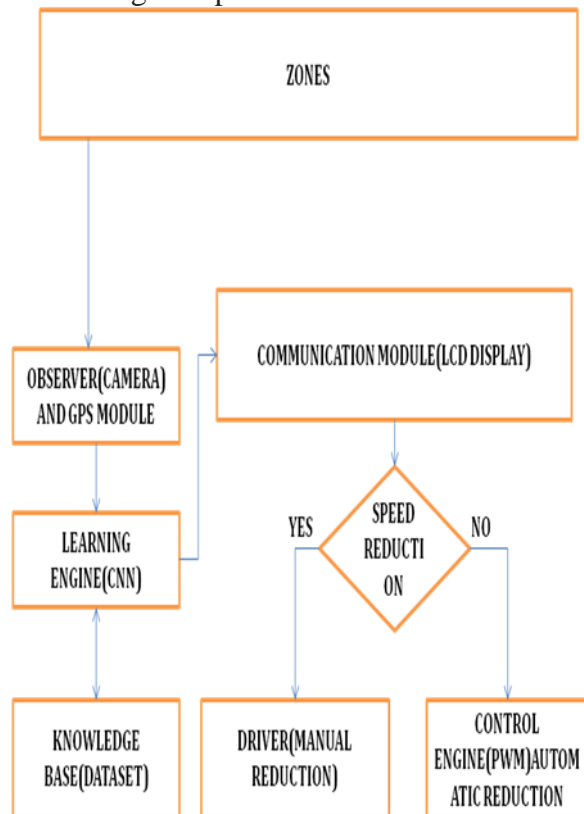 ZONES
COMMUNICATION MODULE(LCD DISPLAY)
OBSERVER(CAMERA)
AND GPS MODULE
YES
SPEED
REDUCTI
ON
NO
LEARNING
ENGINE(CNN)
KNOWLEDGE
BASE(DATASET)
DRIVER(MANUAL
REDUCTION)
CONTROL
ENGINE(PWM)AUTOM
ATIC REDUCTION